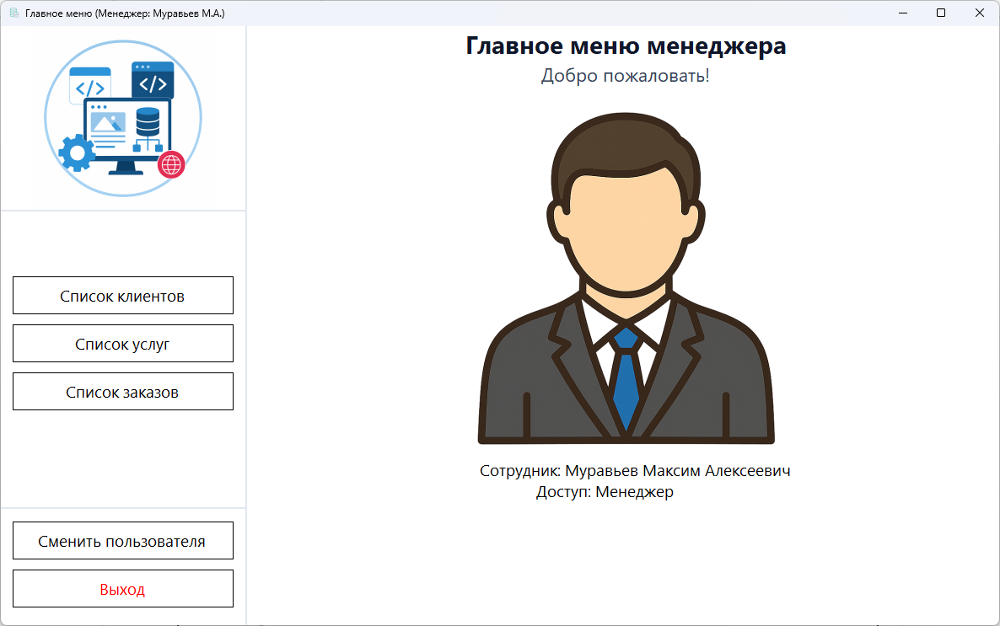 Главное меню (Менеджер: Муравьев М.А.)
Список клиентов
Список услуг
Список заказов
Сменить пользователя
Выход
Главное меню менеджера
Добро пожаловать!
Сотрудник: Муравьев Максим Алексеевич
Доступ: Менеджер